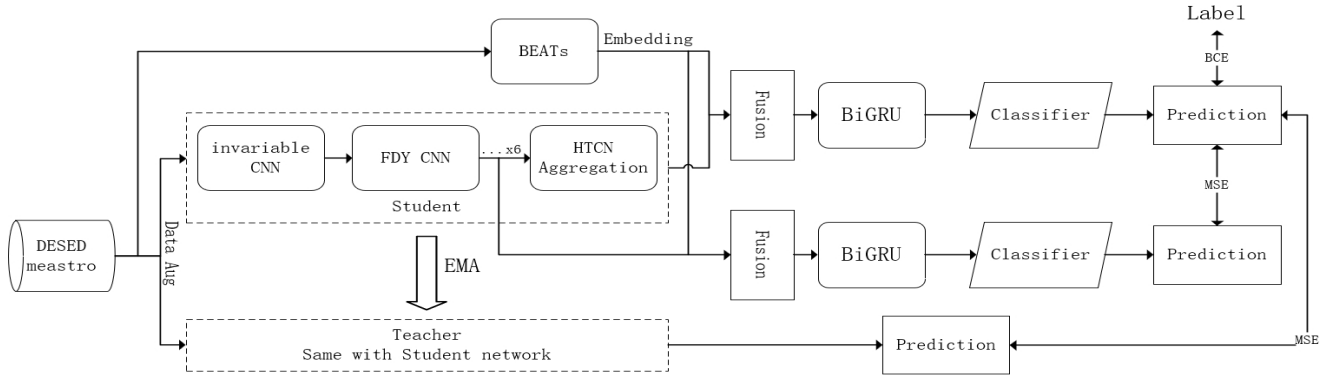 Label
BCE
BEATs
Embedding
Fusion
BiGRU
Classifier
Prediction
invariable
CNN
FDY CNN
...x6
HTCN
Aggregation
Student
MSE
DESED
meastro
Data Aug
EMA
Fusion
BiGRU
Classifier
Prediction
Teacher
Same with Student network
Prediction
MSE